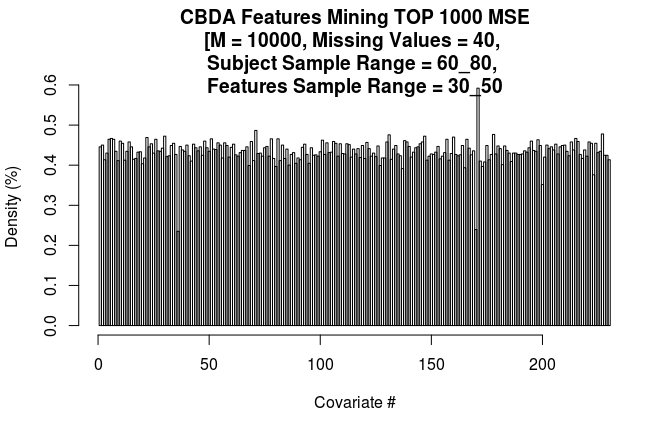 CBDA Features Mining TOP 1000 MSE
[M = 10000, Missing Values = 40,
Subject Sample Range = 60_80,
Features Sample Range = 30_50
Density (%)
0.6
0.5
0.4
0.3
0.2
0.1
0.0
0 50 100 150 200
Covariate #